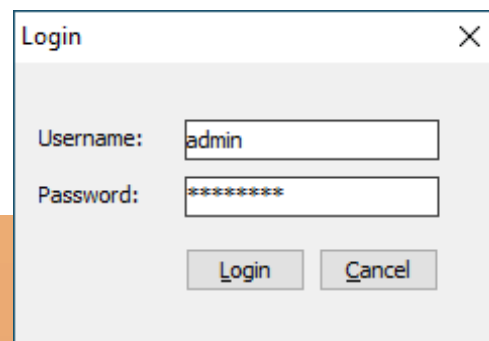 Login
Username: admin
Password: ********
Login Cancel